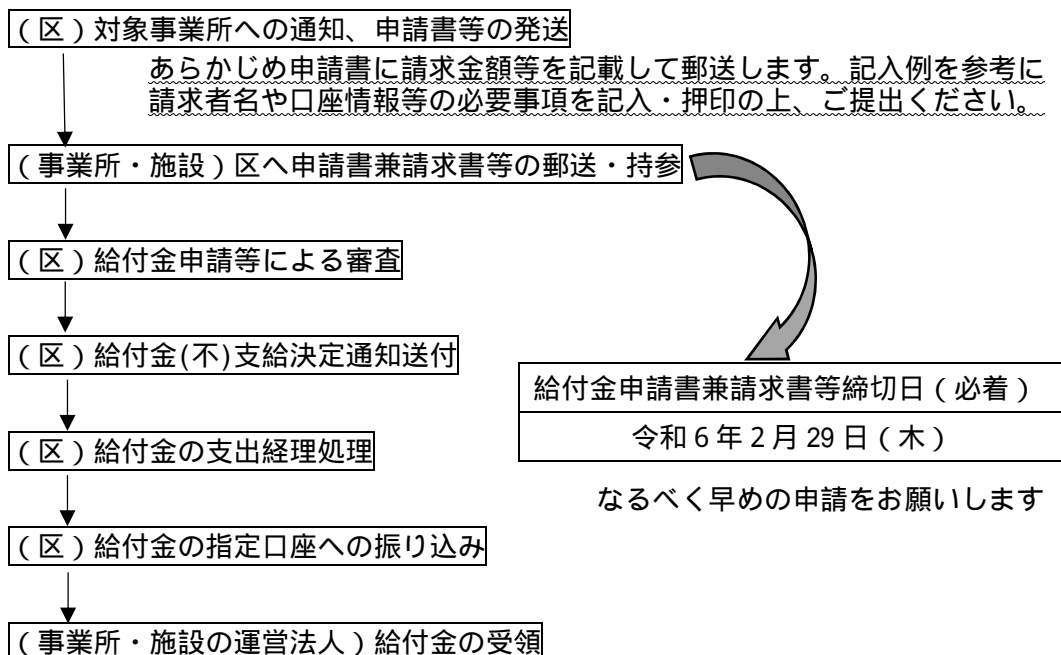 （区）対象事業所への通知、申請書等の発送
あらかじめ申請書に請求金額等を記載して郵送します。記入例を参考に
請求者名や口座情報等の必要事項を記入・押印の上、ご提出ください。
（事業所・施設）区へ申請書兼請求書等の郵送・持参
（区）給付金申請等による審査
（区）給付金(不)支給決定通知送付
給付金申請書兼請求書等締切日（必着）
令和６年２月 29 日（木）
（区）給付金の支出経理処理
なるべく早めの申請をお願いします
（区）給付金の指定口座への振り込み
（事業所・施設の運営法人）給付金の受領